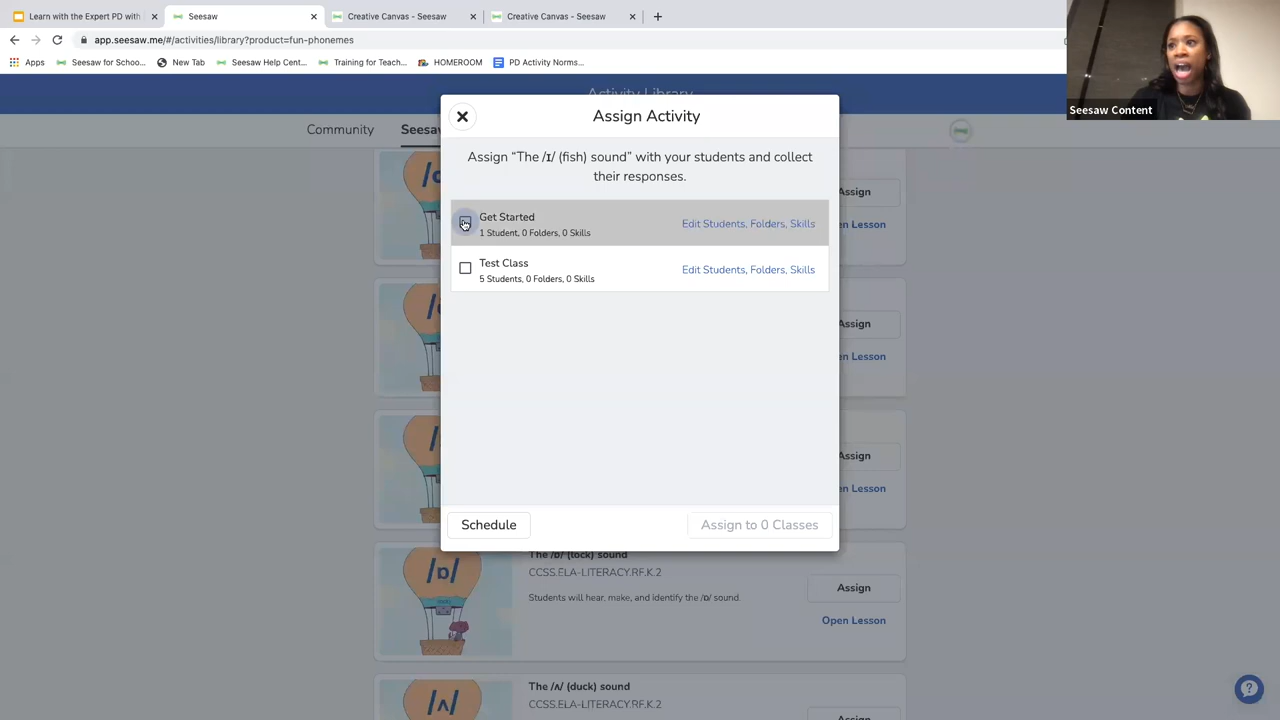 Learn with the Expert PD with
Seesaw
Creative Canvas - Seesaw
Creative Canvas - Seesaw
app.seesaw.me/#/activities/library?product=fun-phonemes
Apps
Seesaw for Schoo...
New Tab
Seesaw Help Cent...
Training for Teach...
HOMEROOM
PD Activity Norms...
Seesaw Content
Activity Library
Community
Seesaw
Assign Activity
Assign “The /ɪ/ (fish) sound” with your students and collect
their responses.
Get Started
1 Student, 0 Folders, 0 Skills
Edit Students, Folders, Skills
Test Class
5 Students, 0 Folders, 0 Skills
Edit Students, Folders, Skills
Schedule
Assign to 0 Classes
Assign
en Lesson
Assign
en Lesson
Assign
en Lesson
/ɒ/
The /ɒ/ (lock) sound
CCSS.ELA-LITERACY.RF.K.2
Students will hear, make, and identify the /ɒ/ sound.
Assign
Open Lesson
/ʌ/
The /ʌ/ (duck) sound
CCSS.ELA-LITERACY.RF.K.2
Assign